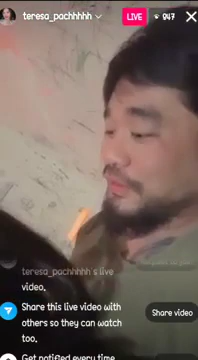 teresa_pachhhhh
LIVE
947
teresa_pachhhhh's live
video.
Share this live video with
others so they can watch
too.
Share video
Get notified every time